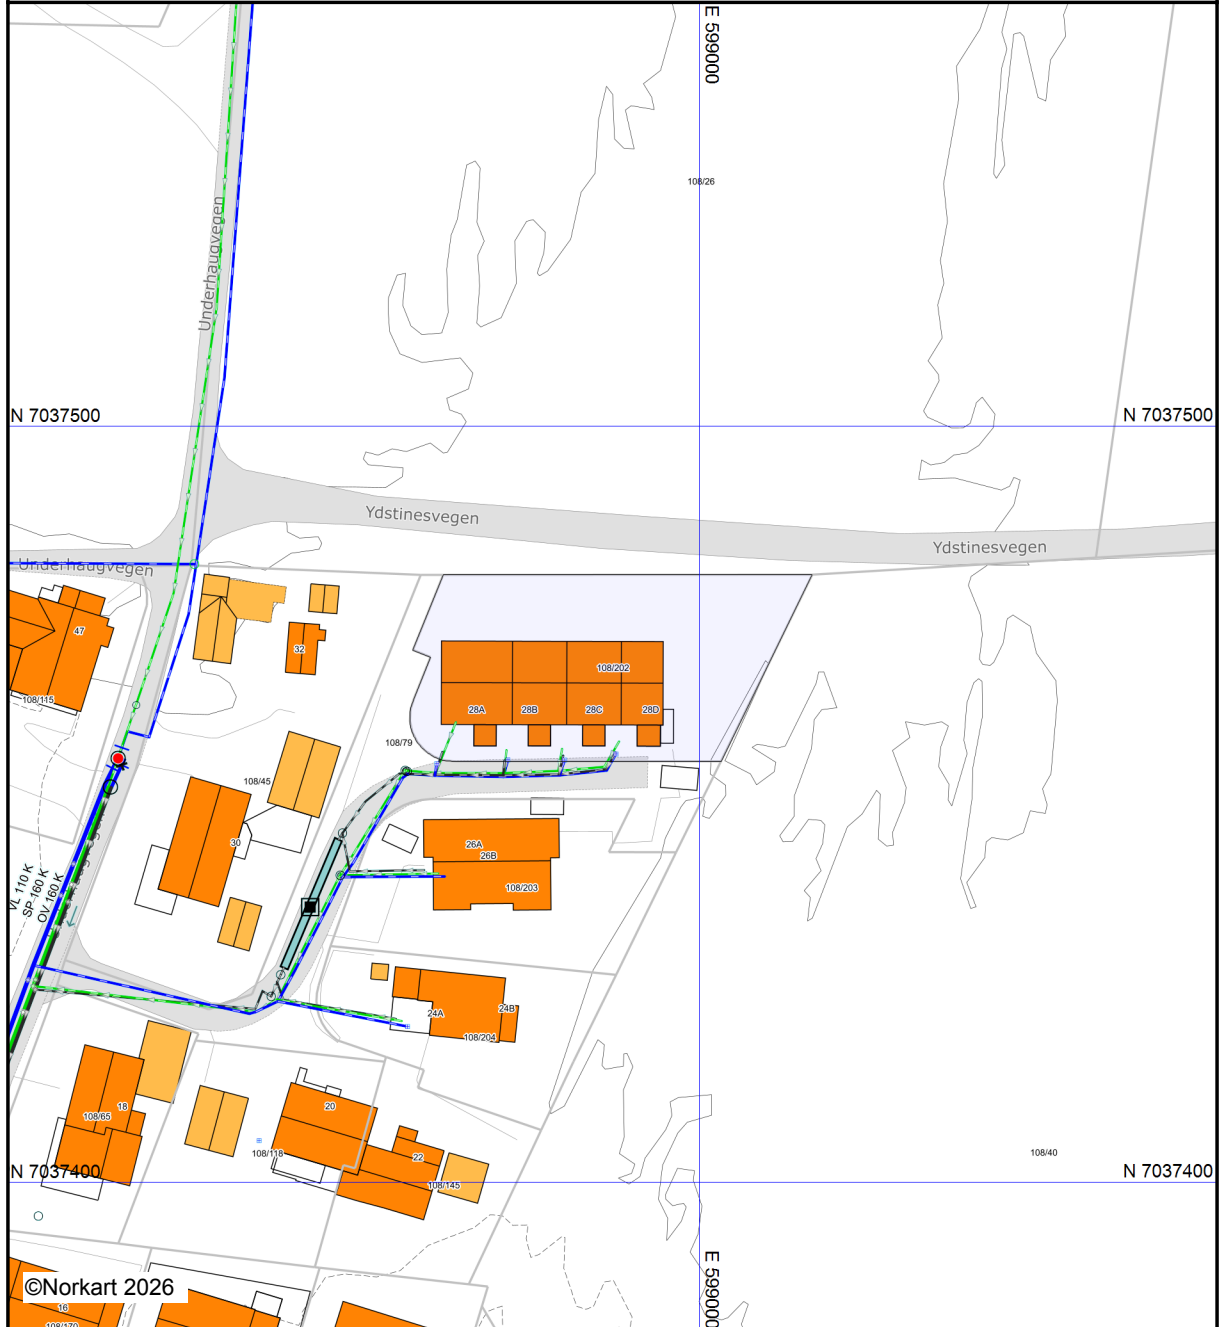 E 599000
108/26
Underhaugvegen
N 7037500
N 7037500
Ydstinesvegen
Ydstinesvegen
Underhaugvegen
47
32
108/202
108/115
28A
28B
28C
28D
108/79
108/45
30
26A
26B
108/203
VL 110 K
SP 160 K
OV 160 K
24A
24B
108/204
18
108/65
20
108/118
22
108/145
108/40
N 7037400
N 7037400
E 599000
©Norkart 2026
16
108/170